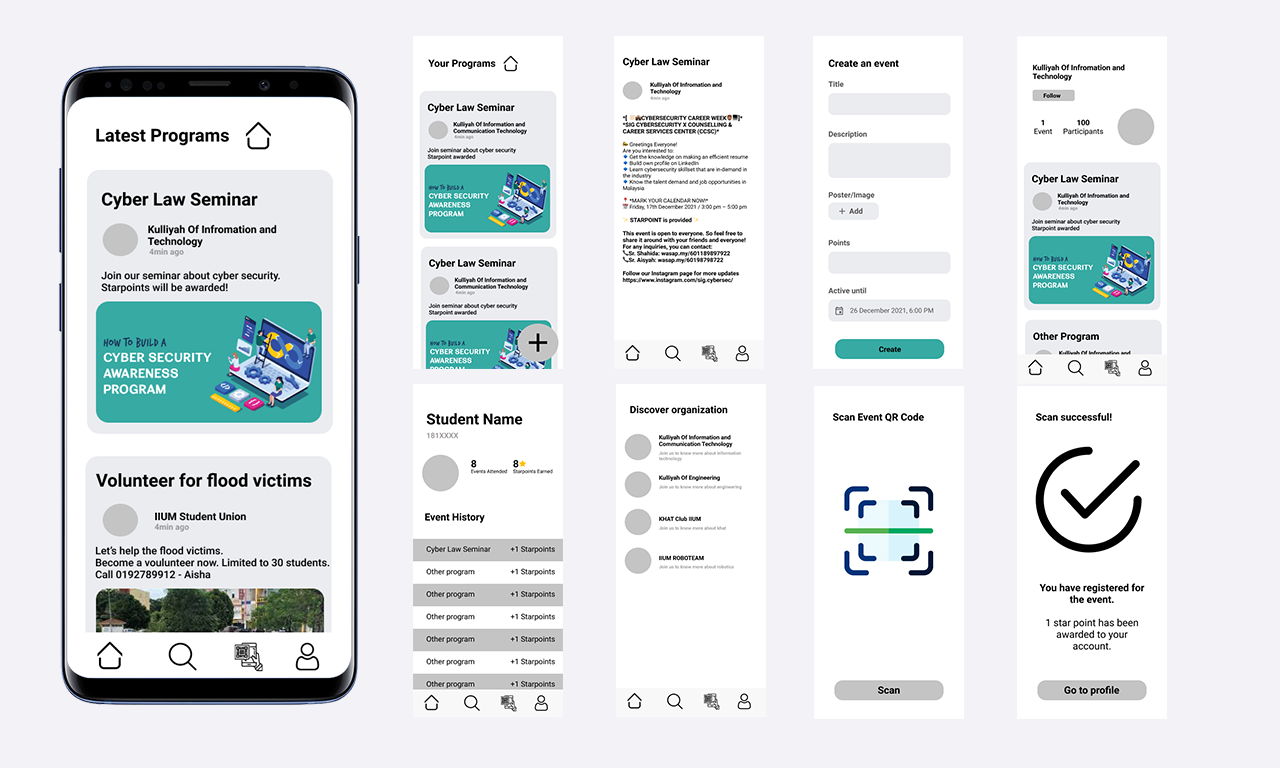 Latest Programs
Cyber Law Seminar
Kulliyah Of Infromation and
Technology
4min ago
Join our seminar about cyber security.
Starpoints will be awarded!
HOW TO BUILD A
CYBER SECURITY
AWARENESS
PROGRAM
Volunteer for flood victims
IIUM Student Union
4min ago
Let's help the flood victims.
Become a voulunteer now. Limited to 30 students.
Call 0192789912 - Aisha
Your Programs
Cyber Law Seminar
Kulliyah Of Infromation and
Communication Technology
4min ago
Join seminar about cyber security
Starpoint awarded
HOW TO BUILD A
CYBER SECURITY
AWARENESS
PROGRAM
Cyber Law Seminar
Kulliyah Of Infromation and
Communication Technology
4min ago
Join seminar about cyber security
Starpoint awarded
HOW TO BUILD A
CYBER SECURITY
AWARENESS
PROGRAM
Cyber Law Seminar
Kulliyah Of Infromation and
Technology
4min ago
*[ CYBERSECURITY CAREER WEEK ]*
*SIG CYBERSECURITY X COUNSELLING &
CAREER SERVICES CENTER (CCSC)*
Greetings Everyone!
Are you interested to:
Get the knowledge on making an efficient resume
Build own profile on LinkedIn
Learn cybersecurity skillset that are in-demand in
the industry
Know the talent demand and job opportunities in
Malaysia
*MARK YOUR CALENDAR NOW!*
Friday, 17th December 2021 / 3:00 pm – 5:00 pm
STARPOINT is provided
This event is open to everyone. So feel free to
share it around with your friends and everyone!
For any inquiries, you can contact:
Sr. Shahida: wasap.my/601189897922
Sr. Aisyah: wasap.my/60198798722
Follow our Instagram page for more updates
https://www.instagram.com/sig.cybersec/
Create an event
Title
Description
Poster/Image
+ Add
Points
Active until
26 December 2021, 6:00 PM
Create
Kulliyah Of Infromation and
Technology
Follow
1
Event
100
Participants
Cyber Law Seminar
Kulliyah Of Infromation and
Technology
4min ago
Join seminar about cyber security
Starpoint awarded
HOW TO BUILD A
CYBER SECURITY
AWARENESS
PROGRAM
Other Program
Kulliyah Of Infromation and
Student Name
181XXXX
8
Events Attended
8
Starpoints Earned
Event History
Cyber Law Seminar +1 Starpoints
Other program +1 Starpoints
Other program +1 Starpoints
Other program +1 Starpoints
Other program +1 Starpoints
Other program +1 Starpoints
Other program +1 Starpoints
Discover organization
Kulliyah Of Information and
Communication Technology
Join us to know more about information
technology
Kulliyah Of Engineering
Join us to know more about engineering
KHAT Club IIUM
Join us to know more about khat
IIUM ROBOTEAM
Join us to know more about robotics
Scan Event QR Code
Scan
Scan successful!
You have registered for
the event.
1 star point has been
awarded to your
account.
Go to profile